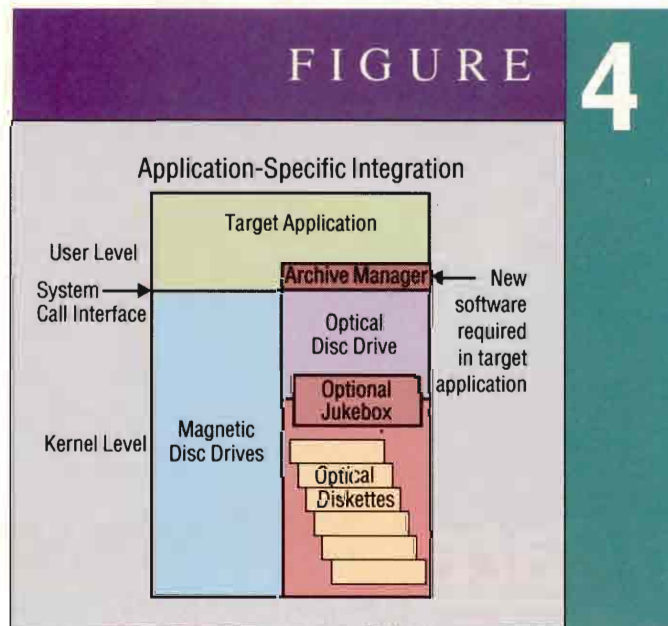 FIGURE 4
Application-Specific Integration
Target Application
User Level
Archive Manager
System
Call Interface
New
software
required
in target
application
Optical
Disc Drive
Optional
Jukebox
Kernel Level
Magnetic
Disc Drives
Optical
Diskettes